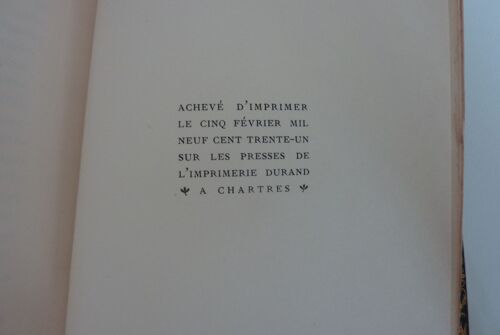 ACHEVÉ D'IMPRIMER
LE CINQ FÉVRIER MIL
NEUF CENT TRENTE-UN
SUR LES PRESSES DE
L'IMPRIMERIE DURAND
A CHARTRES